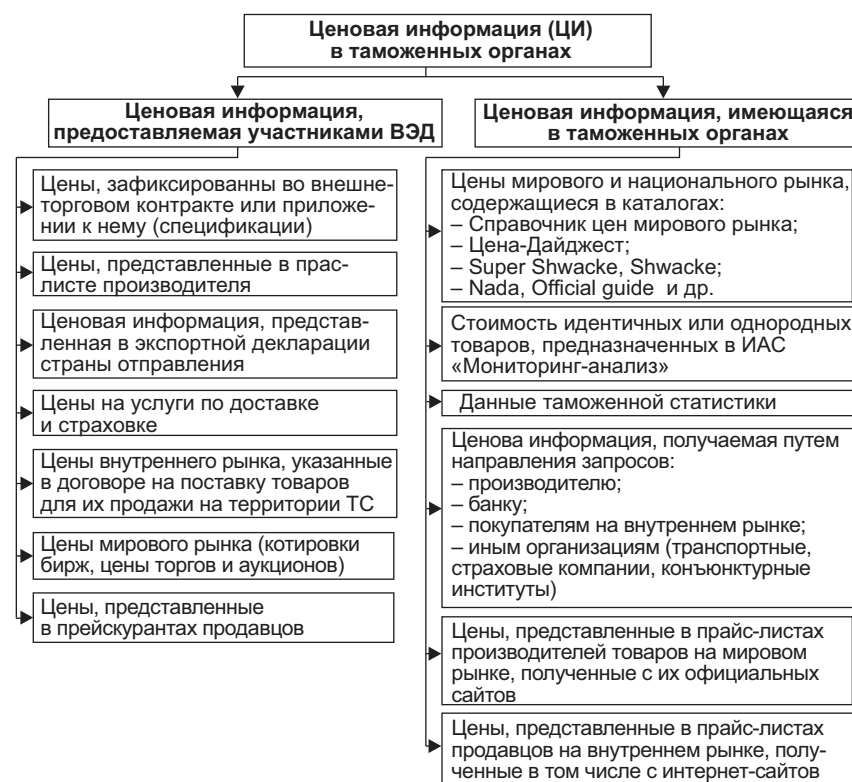 Ценовая информация (ЦИ)
в таможенных органах
Ценовая информация,
предоставляемая участниками ВЭД
Цены, зафиксированны во внешне-
торговом контракте или приложе-
нии к нему (спецификации)
Цены, представленные в прас-
листе производителя
Ценовая информация, представ-
ленная в экспортной декларации
страны отправления
Цены на услуги по доставке
и страховке
Цены внутреннего рынка, указанные
в договоре на поставку товаров
для их продажи на территории ТС
Цены мирового рынка (котировки
бирж, цены торгов и аукционов)
Цены, представленные
в прейскурантах продавцов
Ценовая информация, имеющаяся
в таможенных органах
Цены мирового и национального рынка,
содержащиеся в каталогах:
– Справочник цен мирового рынка;
– Цена-Дайджест;
– Super Shwacke, Shwacke;
– Nada, Official guide и др.
Стоимость идентичных или однородных
товаров, предназначенных в ИАС
«Мониторинг-анализ»
Данные таможенной статистики
Ценова информация, получаемая путем
направления запросов:
– производителю;
– банку;
– покупателям на внутреннем рынке;
– иным организациям (транспортные,
страховые компании, конъюнктурные
институты)
Цены, представленные в прайс-листах
производителей товаров на мировом
рынке, полученные с их официальных
сайтов
Цены, представленные в прайс-листах
продавцов на внутреннем рынке, полу-
ченные в том числе с интернет-сайтов